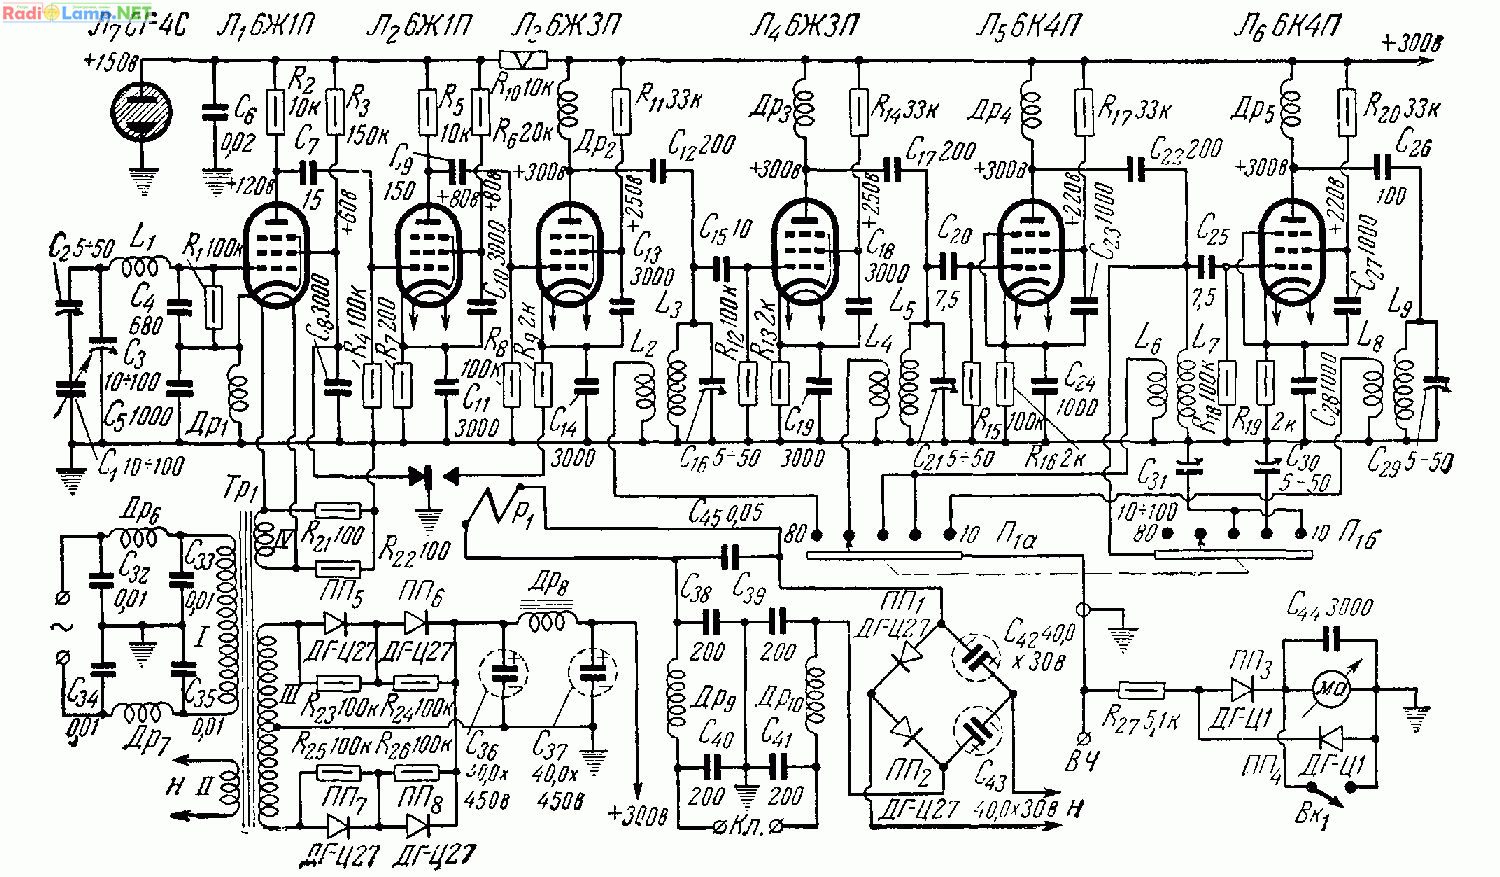 RadioLamp.NET
Л7 СГ-4С
Л1 6Ж1П
Л2 6Ж1П
Л3 6Ж3П
Л4 6Ж3П
Л5 6К4П
Л6 6К4П
+150в
+300в
R2
10к
R3
150к
R5
10к
R10 10к
R6 20к
R11 33к
Др3
R14 33к
Др4
R17 33к
Др5
R20 33к
C6
0,02
C7
15
C9
150
Др2
C12 200
C17 200
C22 200
C26
100
+120в
+60в
+80в
+80в
+300в
+250в
+300в
+250в
+300в
+220в
+300в
+220в
C2 5÷50
L1
R1 100к
C4
680
C3
10÷100
C5 1000
Др1
C1 10÷100
C8 3000
R4 100к
R7 200
C10 3000
R8
100к
C11
3000
R9 2к
C13
3000
C14
3000
L2
L3
C15 10
C16 5÷50
R12 100к
R13 2к
C18
3000
C19
3000
L4
L5
C20
7,5
C21 5÷50
R15
100к
R16 2к
C23 1000
C24
1000
L6
L7
C25
7,5
R18 100к
R19
2к
C27 1000
C28 1000
L8
L9
C29 5-50
C30
5-50
C31
10÷100
Тр1
IV
R21 100
R22 100
P1
C45 0,05
80
10
П1а
80
10
П1б
Др6
C32
0,01
C33
0,01
~
C34
0,01
C35
0,01
Др7
I
III
H II
ПП5
ДГ-Ц27
ПП6
ДГ-Ц27
R23 100к
R24 100к
R25 100к
R26 100к
ПП7
ДГ-Ц27
ПП8
ДГ-Ц27
Др8
C36
450в
C37
40,0х
450в
+300в
C38
200
C39
200
Др9
Др10
C40
200
C41
200
Кл.
ПП1
ДГ-Ц27
ПП2
ДГ-Ц27
C42 40,0
х 30в
C43
40,0х30в
H
ВЧ
R27 5,1к
ПП3
ДГ-Ц1
C44 3000
ма
ПП4
ДГ-Ц1
Вк1